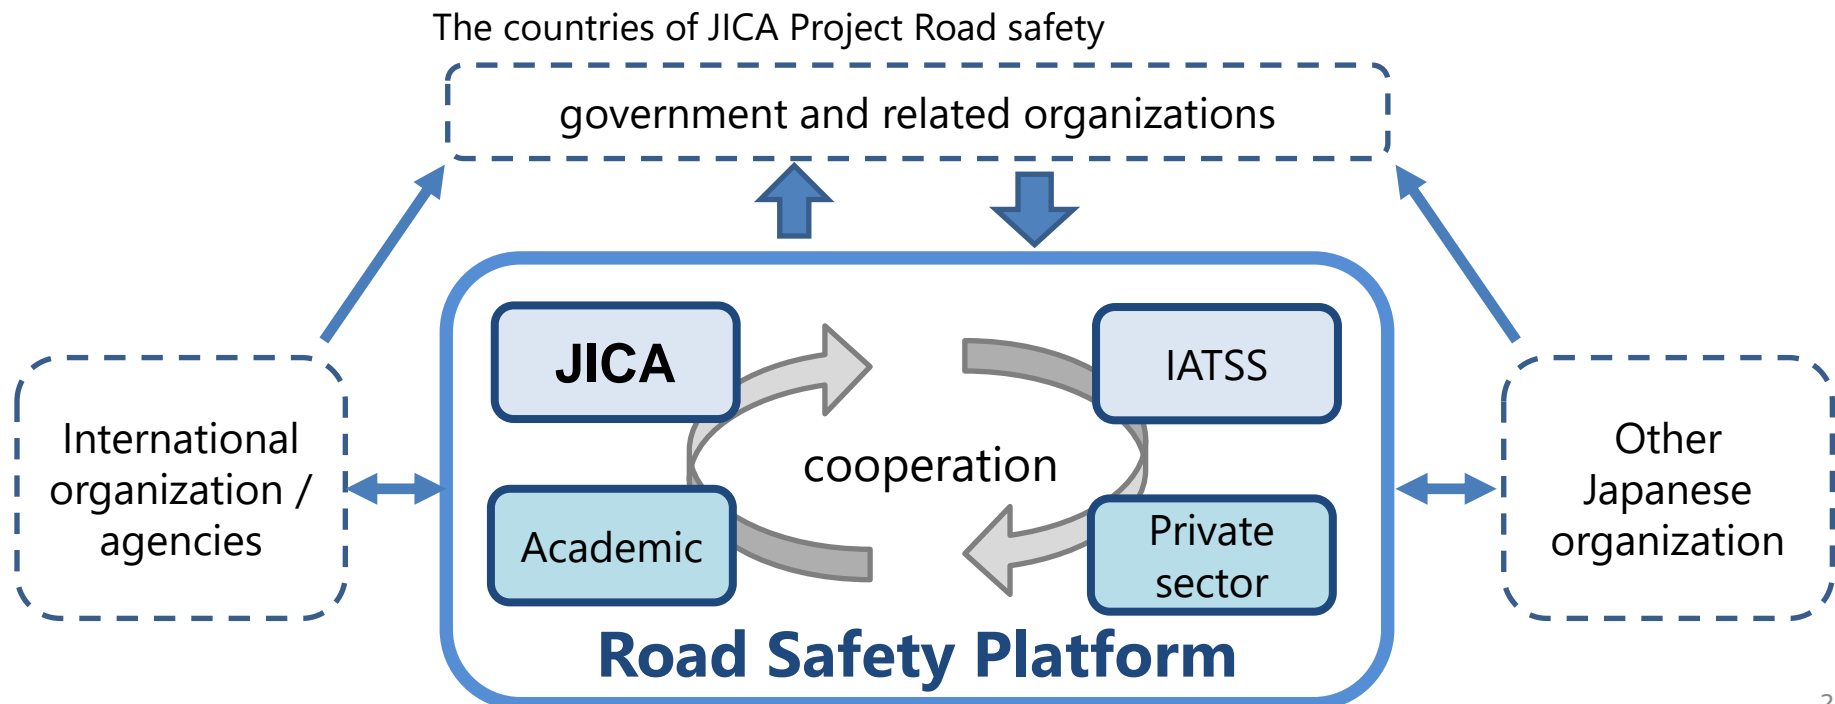 The countries of JICA Project Road safety
government and related organizations
JICA
IATSS
International
organization /
agencies
cooperation
Other
Japanese
organization
Academic
Private
sector
Road Safety Platform
2